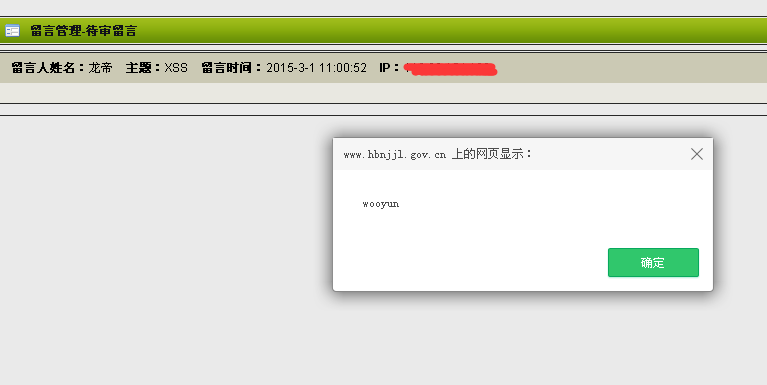 留言管理-待审留言
留言人姓名：龙帝 主题：XSS 留言时间：2015-3-1 11:00:52 IP：
www.hbnjjl.gov.cn 上的网页显示：
wooyun
确定